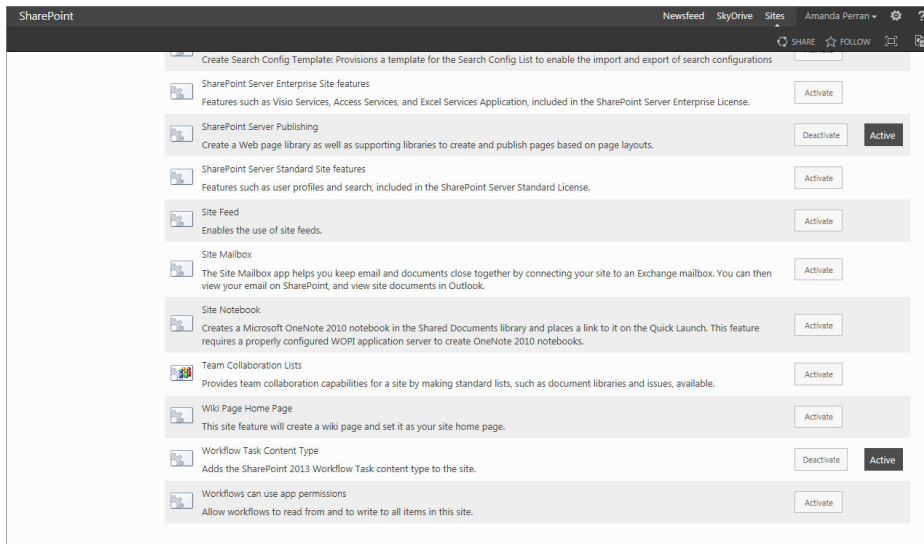 SharePoint
Newsfeed SkyDrive Sites Amanda Perran ?
SHARE FOLLOW
Create Search Config Template: Provisions a template for the Search Config List to enable the import and export of search configurations
SharePoint Server Enterprise Site features
Features such as Visio Services, Access Services, and Excel Services Application, included in the SharePoint Server Enterprise License.
Activate
SharePoint Server Publishing
Create a Web page library as well as supporting libraries to create and publish pages based on page layouts.
Deactivate Active
SharePoint Server Standard Site features
Features such as user profiles and search, included in the SharePoint Server Standard License.
Activate
Site Feed
Enables the use of site feeds.
Activate
Site Mailbox
The Site Mailbox app helps you keep email and documents close together by connecting your site to an Exchange mailbox. You can then
view your email on SharePoint, and view site documents in Outlook.
Activate
Site Notebook
Creates a Microsoft OneNote 2010 notebook in the Shared Documents library and places a link to it on the Quick Launch. This feature
requires a properly configured WOPI application server to create OneNote 2010 notebooks.
Activate
Team Collaboration Lists
Provides team collaboration capabilities for a site by making standard lists, such as document libraries and issues, available.
Activate
Wiki Page Home Page
This site feature will create a wiki page and set it as your site home page.
Activate
Workflow Task Content Type
Adds the SharePoint 2013 Workflow Task content type to the site.
Deactivate Active
Workflows can use app permissions
Allow workflows to read from and to write to all items in this site.
Activate